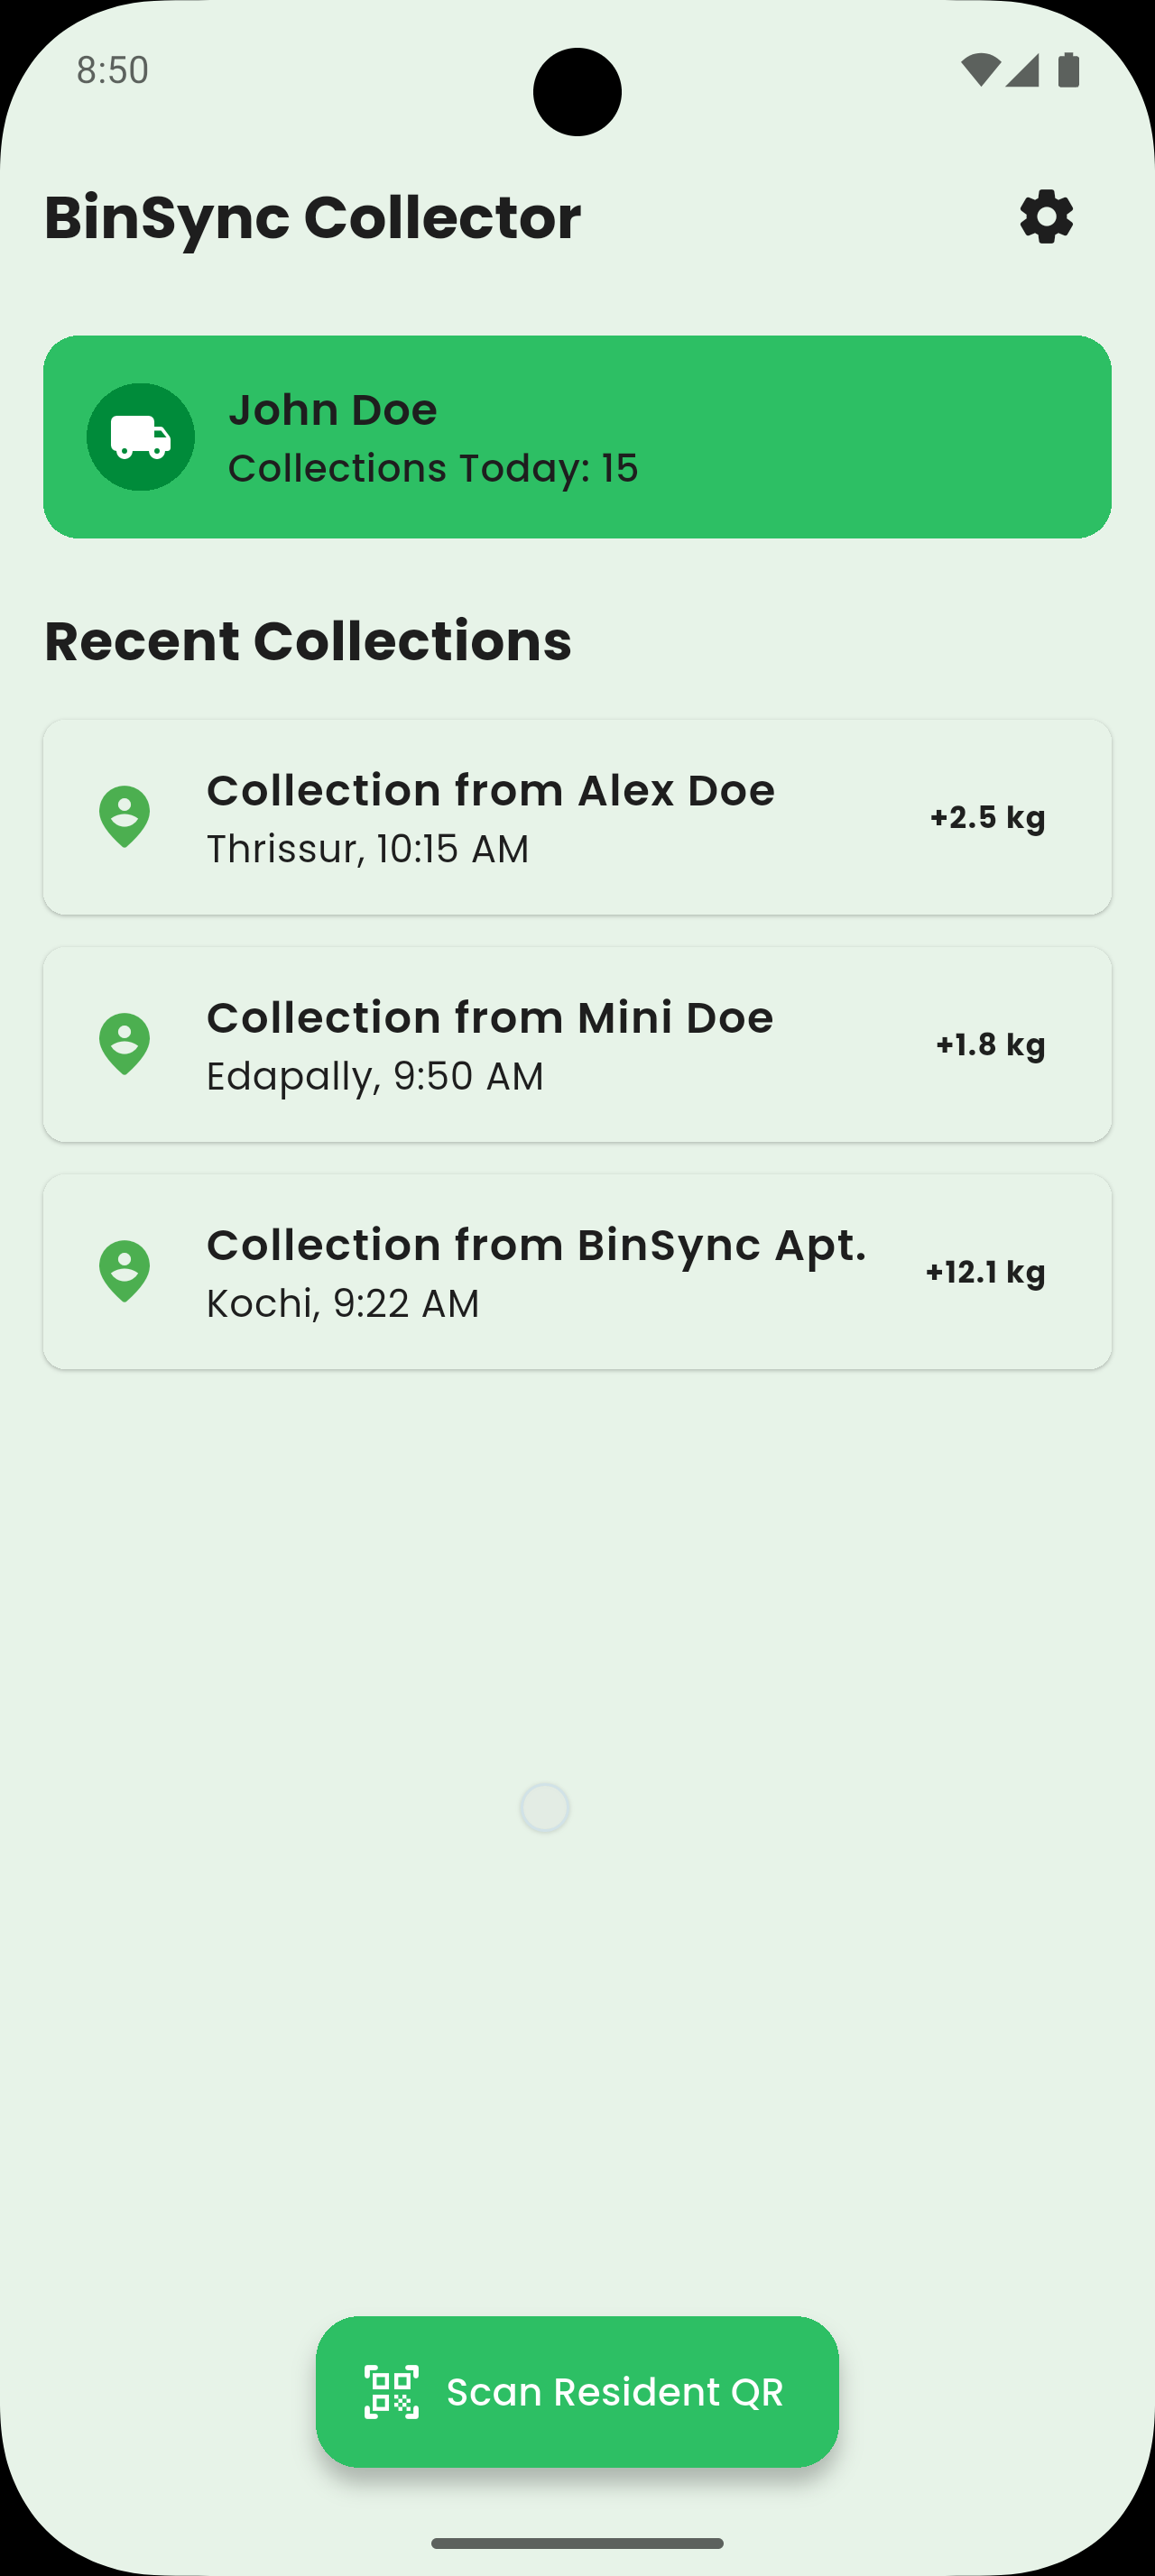 8:50
BinSync Collector
John Doe
Collections Today: 15
Recent Collections
Collection from Alex Doe
Thrissur, 10:15 AM
+2.5 kg
Collection from Mini Doe
Edapally, 9:50 AM
+1.8 kg
Collection from BinSync Apt.
Kochi, 9:22 AM
+12.1 kg
Scan Resident QR